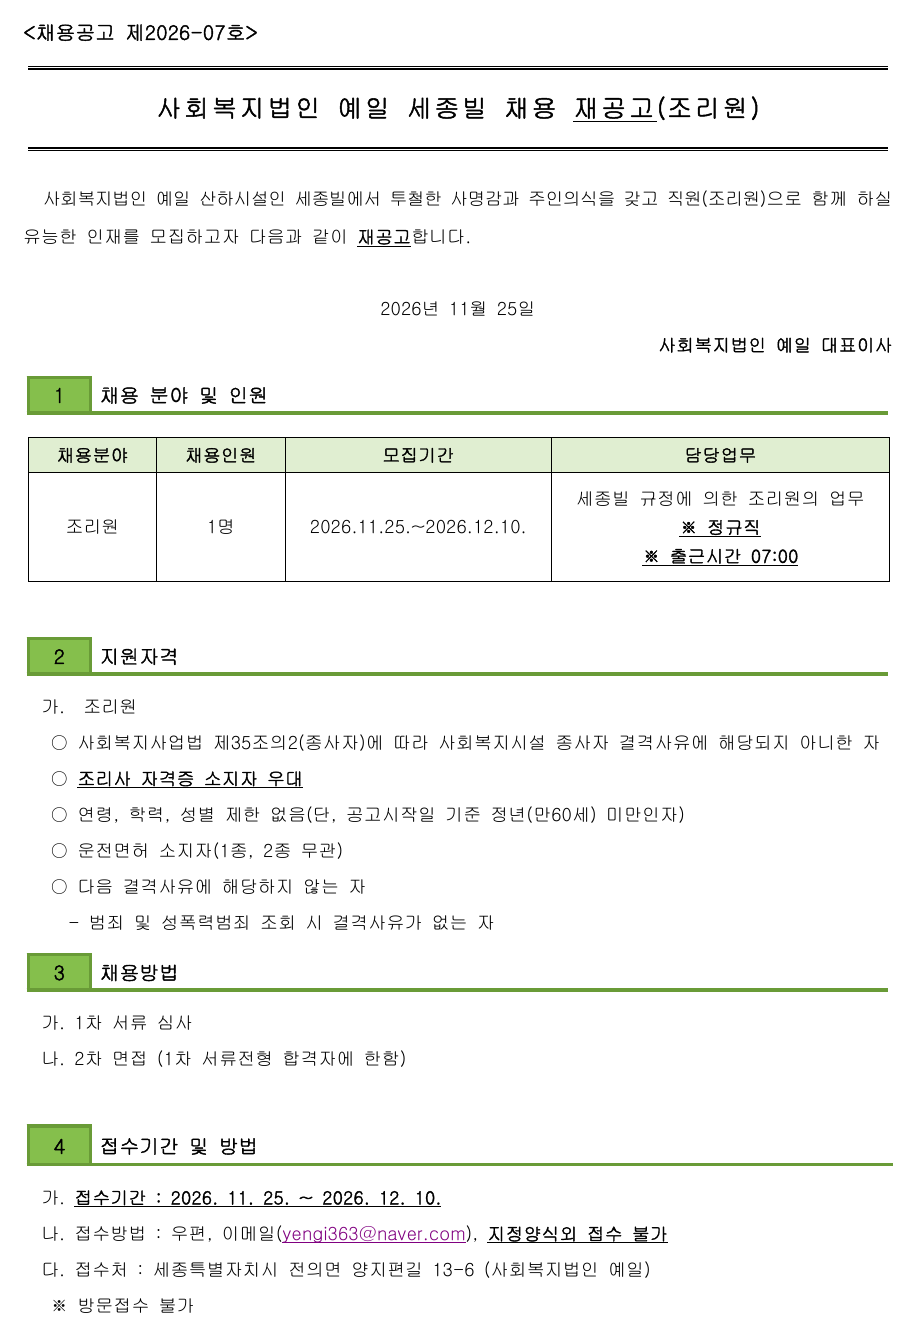 <채용공고 제2026-07호>
사회복지법인 예일 세종빌 채용 재공고(조리원)
사회복지법인 예일 산하시설인 세종빌에서 투철한 사명감과 주인의식을 갖고 직원(조리원)으로 함께 하실
유능한 인재를 모집하고자 다음과 같이 재공고합니다.
2026년 11월 25일
사회복지법인 예일 대표이사
1 채용 분야 및 인원
채용분야 채용인원 모집기간 담당업무
조리원 1명 2026.11.25.~2026.12.10. 세종빌 규정에 의한 조리원의 업무
※ 정규직
※ 출근시간 07:00
2 지원자격
가. 조리원
○ 사회복지사업법 제35조의2(종사자)에 따라 사회복지시설 종사자 결격사유에 해당되지 아니한 자
○ 조리사 자격증 소지자 우대
○ 연령, 학력, 성별 제한 없음(단, 공고시작일 기준 정년(만60세) 미만인자)
○ 운전면허 소지자(1종, 2종 무관)
○ 다음 결격사유에 해당하지 않는 자
- 범죄 및 성폭력범죄 조회 시 결격사유가 없는 자
3 채용방법
가. 1차 서류 심사
나. 2차 면접 (1차 서류전형 합격자에 한함)
4 접수기간 및 방법
가. 접수기간 : 2026. 11. 25. ~ 2026. 12. 10.
나. 접수방법 : 우편, 이메일(yengi363@naver.com), 지정양식외 접수 불가
다. 접수처 : 세종특별자치시 전의면 양지편길 13-6 (사회복지법인 예일)
※ 방문접수 불가